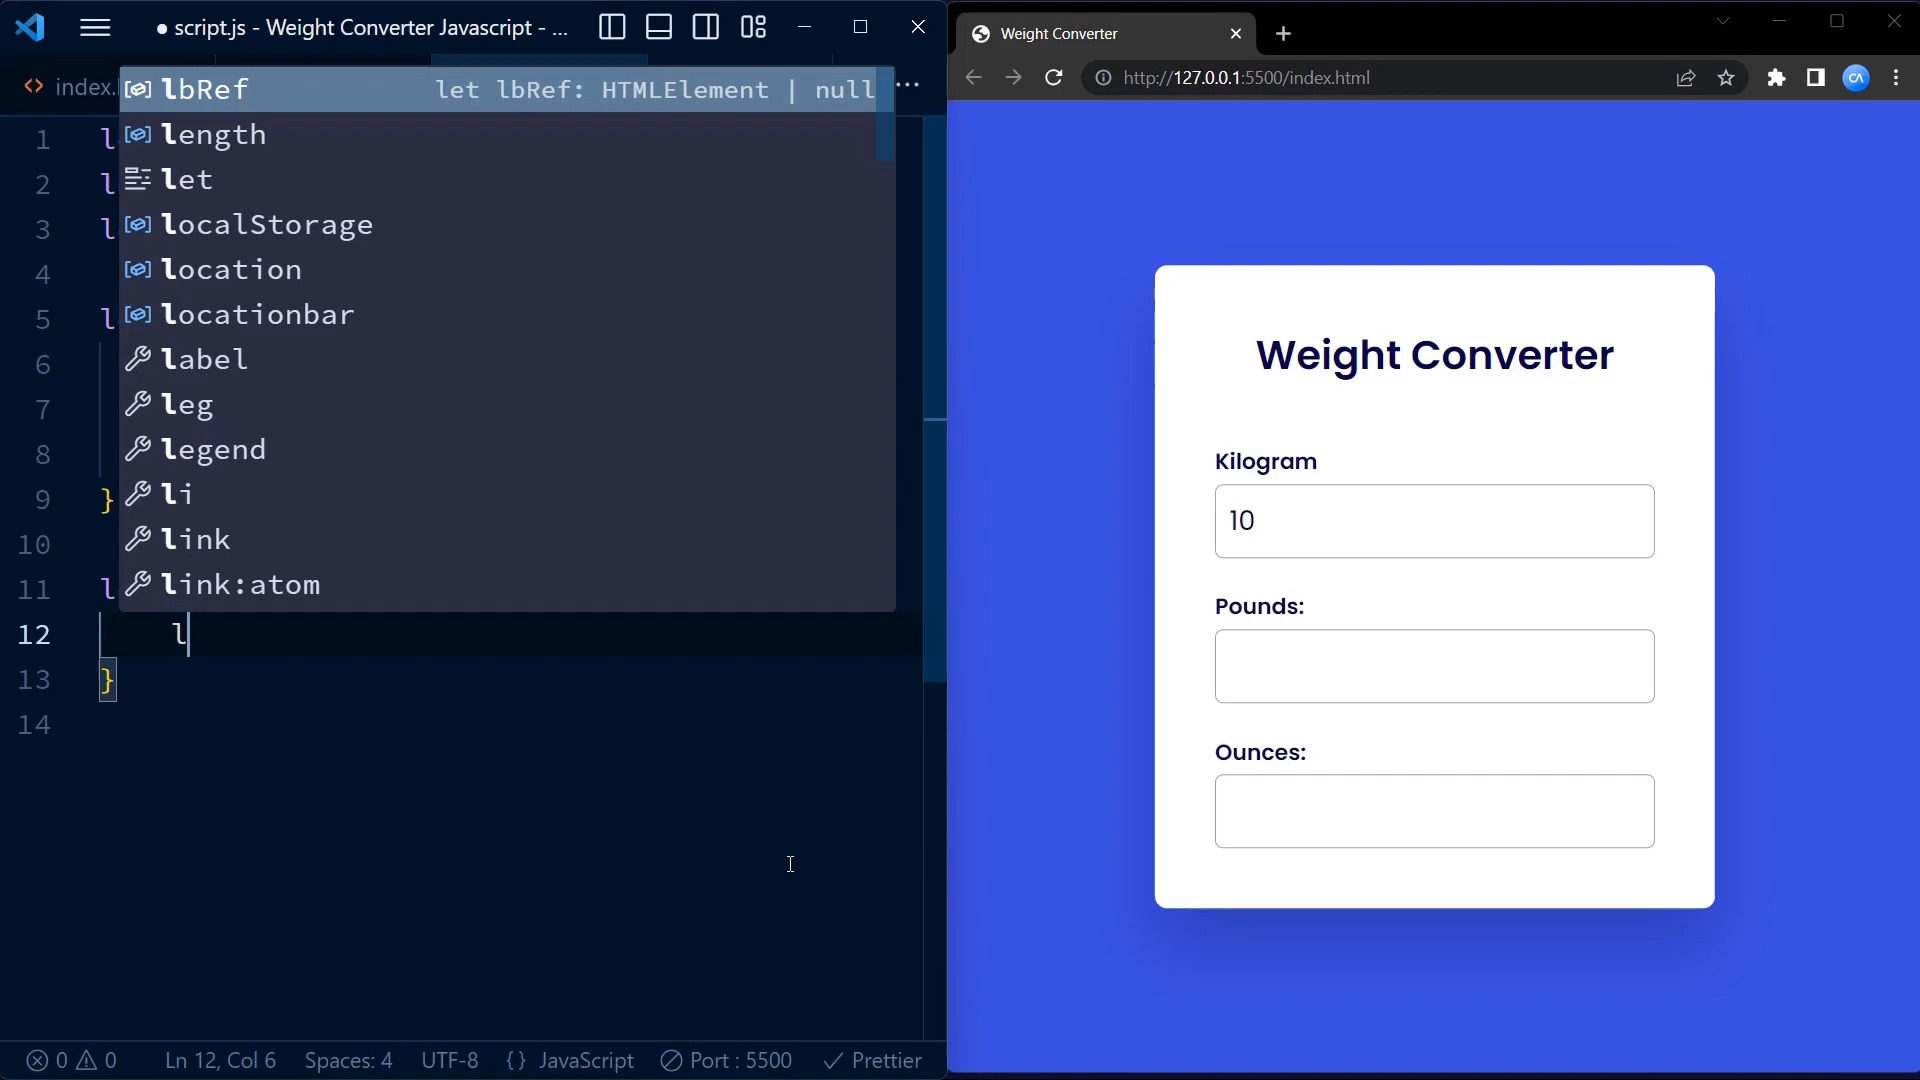 ● script.js - Weight Converter Javascript - ...
index.
lbRef let lbRef: HTMLElement | null
length
let
localStorage
location
locationbar
label
leg
legend
li
link
link:atom
1 l
2 l
3 l
4
5 l
6
7
8
9 }
10
11 l
12 l
13 }
14
0 0 Ln 12, Col 6 Spaces: 4 UTF-8 {} JavaScript Port : 5500 Prettier
Weight Converter
http://127.0.0.1:5500/index.html
CA
Weight Converter
Kilogram
10
Pounds:
Ounces: